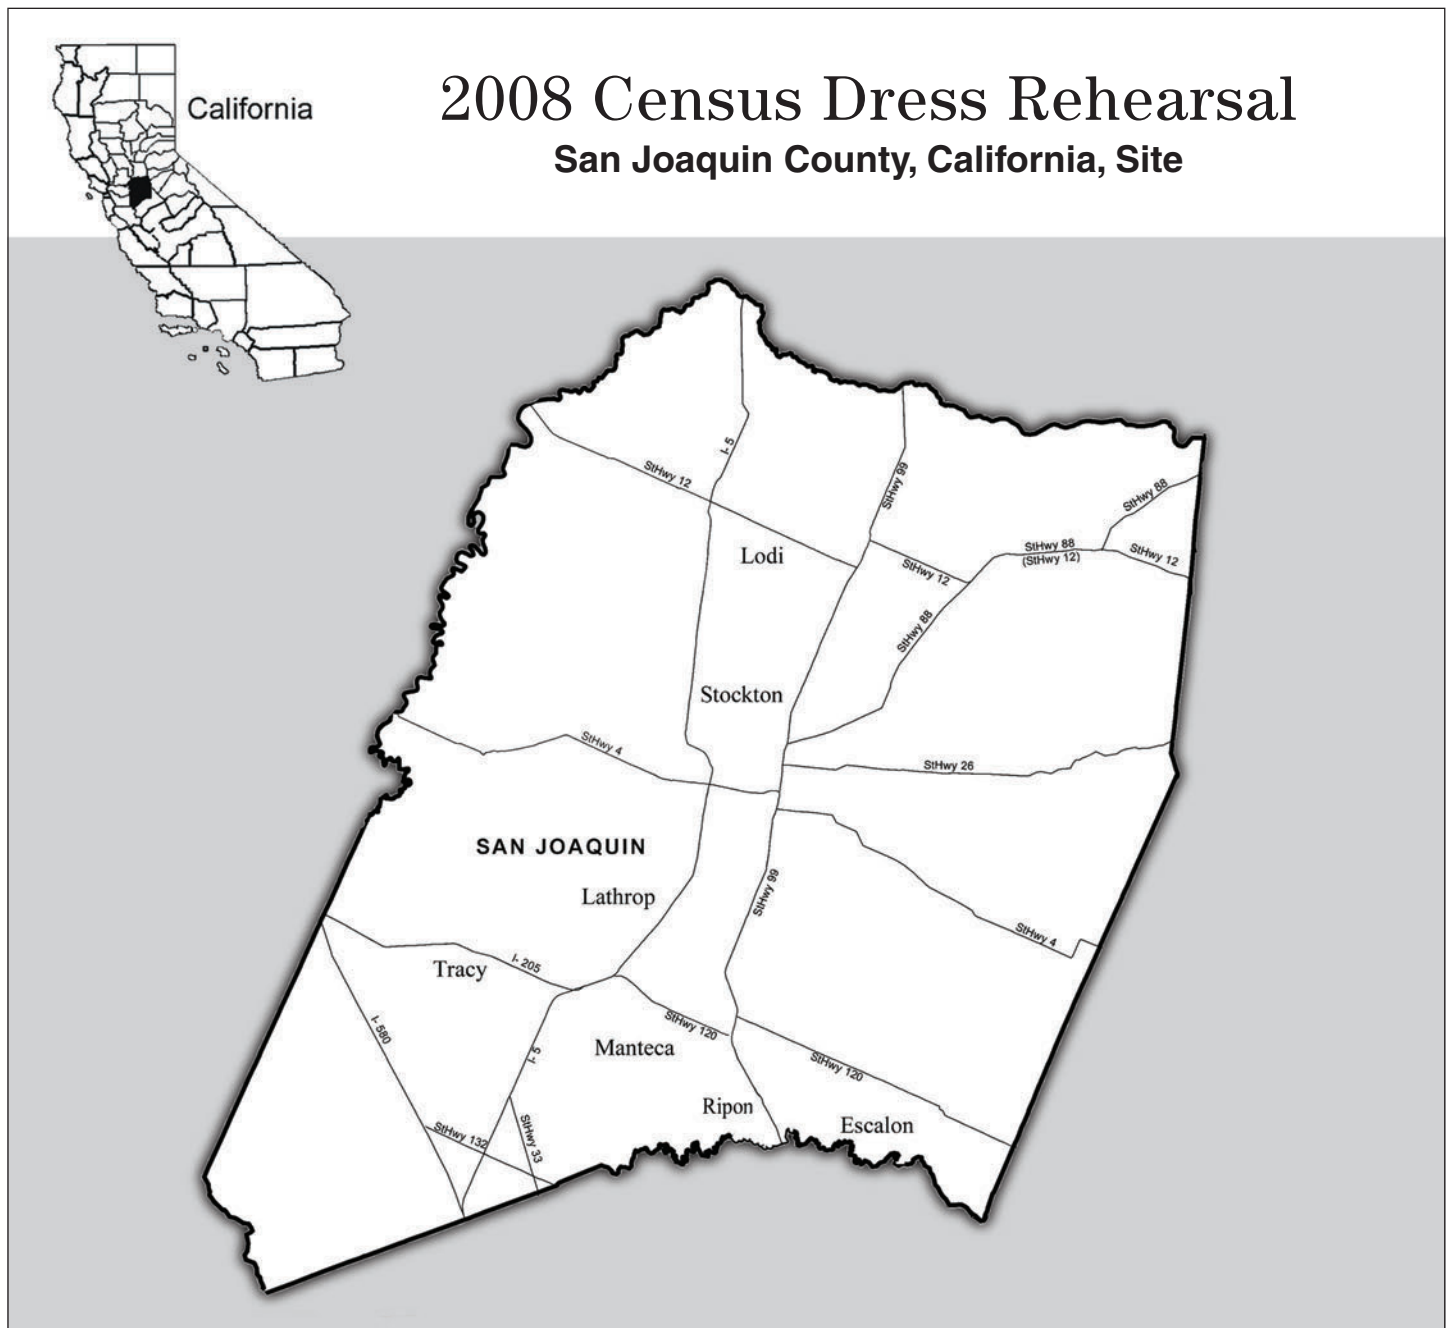 California
2008 Census Dress Rehearsal
San Joaquin County, California, Site
I- 5
StHwy 12
StHwy 99
StHwy 88
StHwy 88
(StHwy 12)
StHwy 12
Lodi
StHwy 12
StHwy 88
Stockton
StHwy 4
StHwy 26
SAN JOAQUIN
Lathrop
StHwy 99
StHwy 4
Tracy
I- 205
I- 580
StHwy 120
I- 5
Manteca
StHwy 120
Ripon
Escalon
StHwy 132
StHwy 33